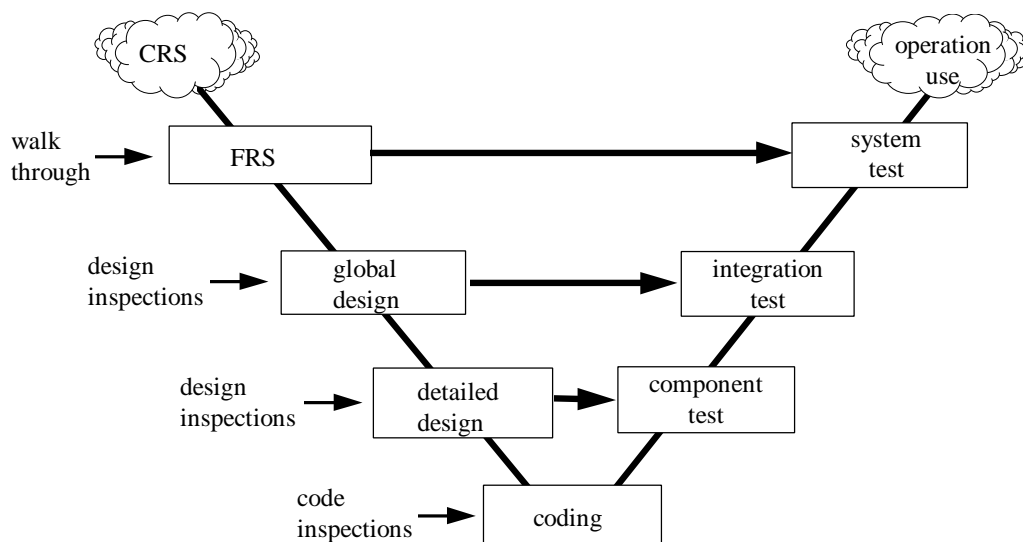 CRS
operation
use
walk
through
FRS
system
test
design
inspections
global
design
integration
test
design
inspections
detailed
design
component
test
code
inspections
coding